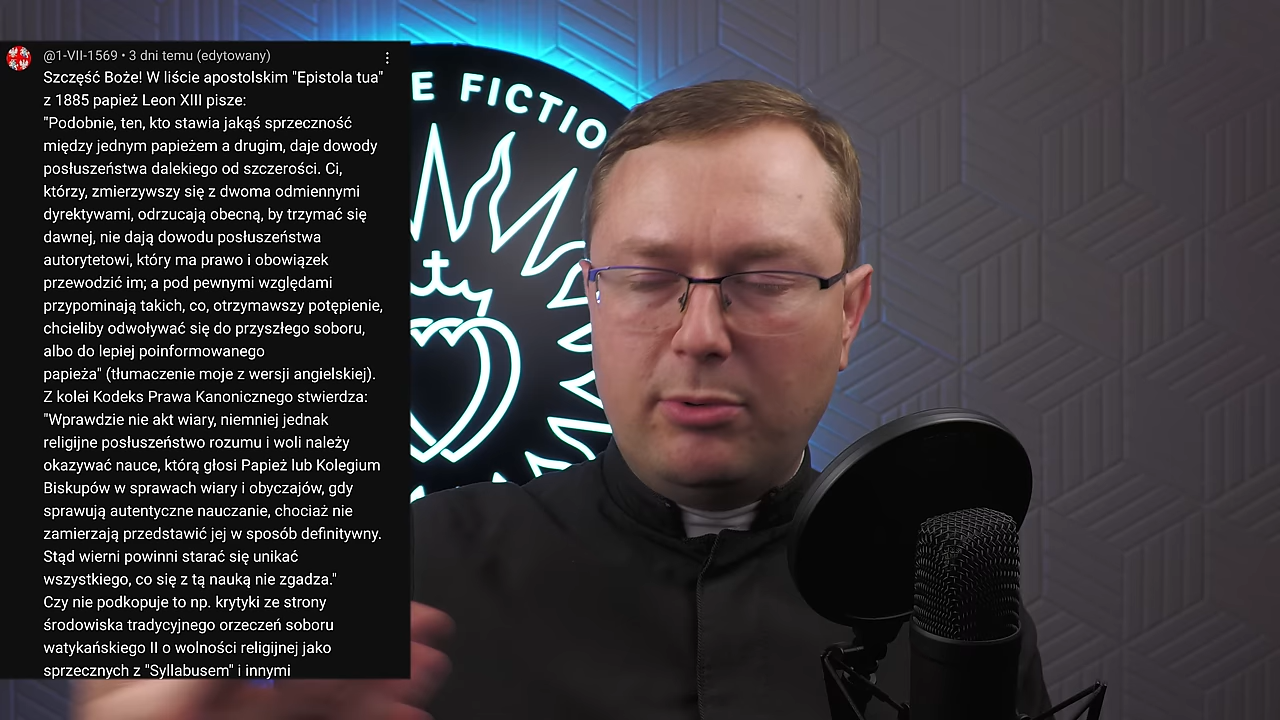 @1-VII-1569 • 3 dni temu (edytowany)
Szczęść Boże! W liście apostolskim "Epistola tua"
z 1885 papież Leon XIII pisze:
"Podobnie, ten, kto stawia jakąś sprzeczność
między jednym papieżem a drugim, daje dowody
posłuszeństwa dalekiego od szczerości. Ci,
którzy, zmierzywszy się z dwoma odmiennymi
dyrektywami, odrzucają obecną, by trzymać się
dawnej, nie dają dowodu posłuszeństwa
autorytetowi, który ma prawo i obowiązek
przewodzić im; a pod pewnymi względami
przypominają takich, co, otrzymawszy potępienie,
chcieliby odwoływać się do przyszłego soboru,
albo do lepiej poinformowanego
papieża" (tłumaczenie moje z wersji angielskiej).
Z kolei Kodeks Prawa Kanonicznego stwierdza:
"Wprawdzie nie akt wiary, niemniej jednak
religijne posłuszeństwo rozumu i woli należy
okazywać nauce, którą głosi Papież lub Kolegium
Biskupów w sprawach wiary i obyczajów, gdy
sprawują autentyczne nauczanie, chociaż nie
zamierzają przedstawić jej w sposób definitywny.
Stąd wierni powinni starać się unikać
wszystkiego, co się z tą nauką nie zgadza."
Czy nie podkopuje to np. krytyki ze strony
środowiska tradycyjnego orzeczeń soboru
watykańskiego II o wolności religijnej jako
sprzecznych z "Syllabusem" i innymi
E FICTIO